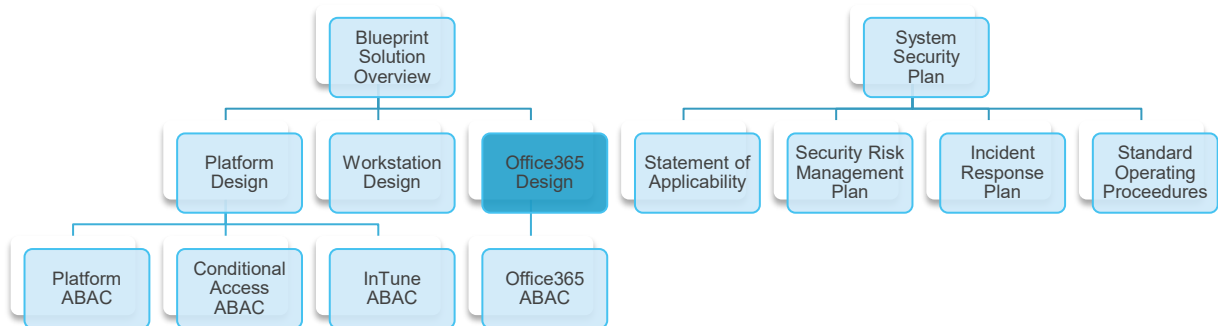 Blueprint
Solution
Overview
System
Security
Plan
Platform
Design
Workstation
Design
Office365
Design
Statement of
Applicability
Security Risk
Management
Plan
Incident
Response
Plan
Standard
Operating
Proceedures
Platform
ABAC
Conditional
Access
ABAC
InTune
ABAC
Office365
ABAC